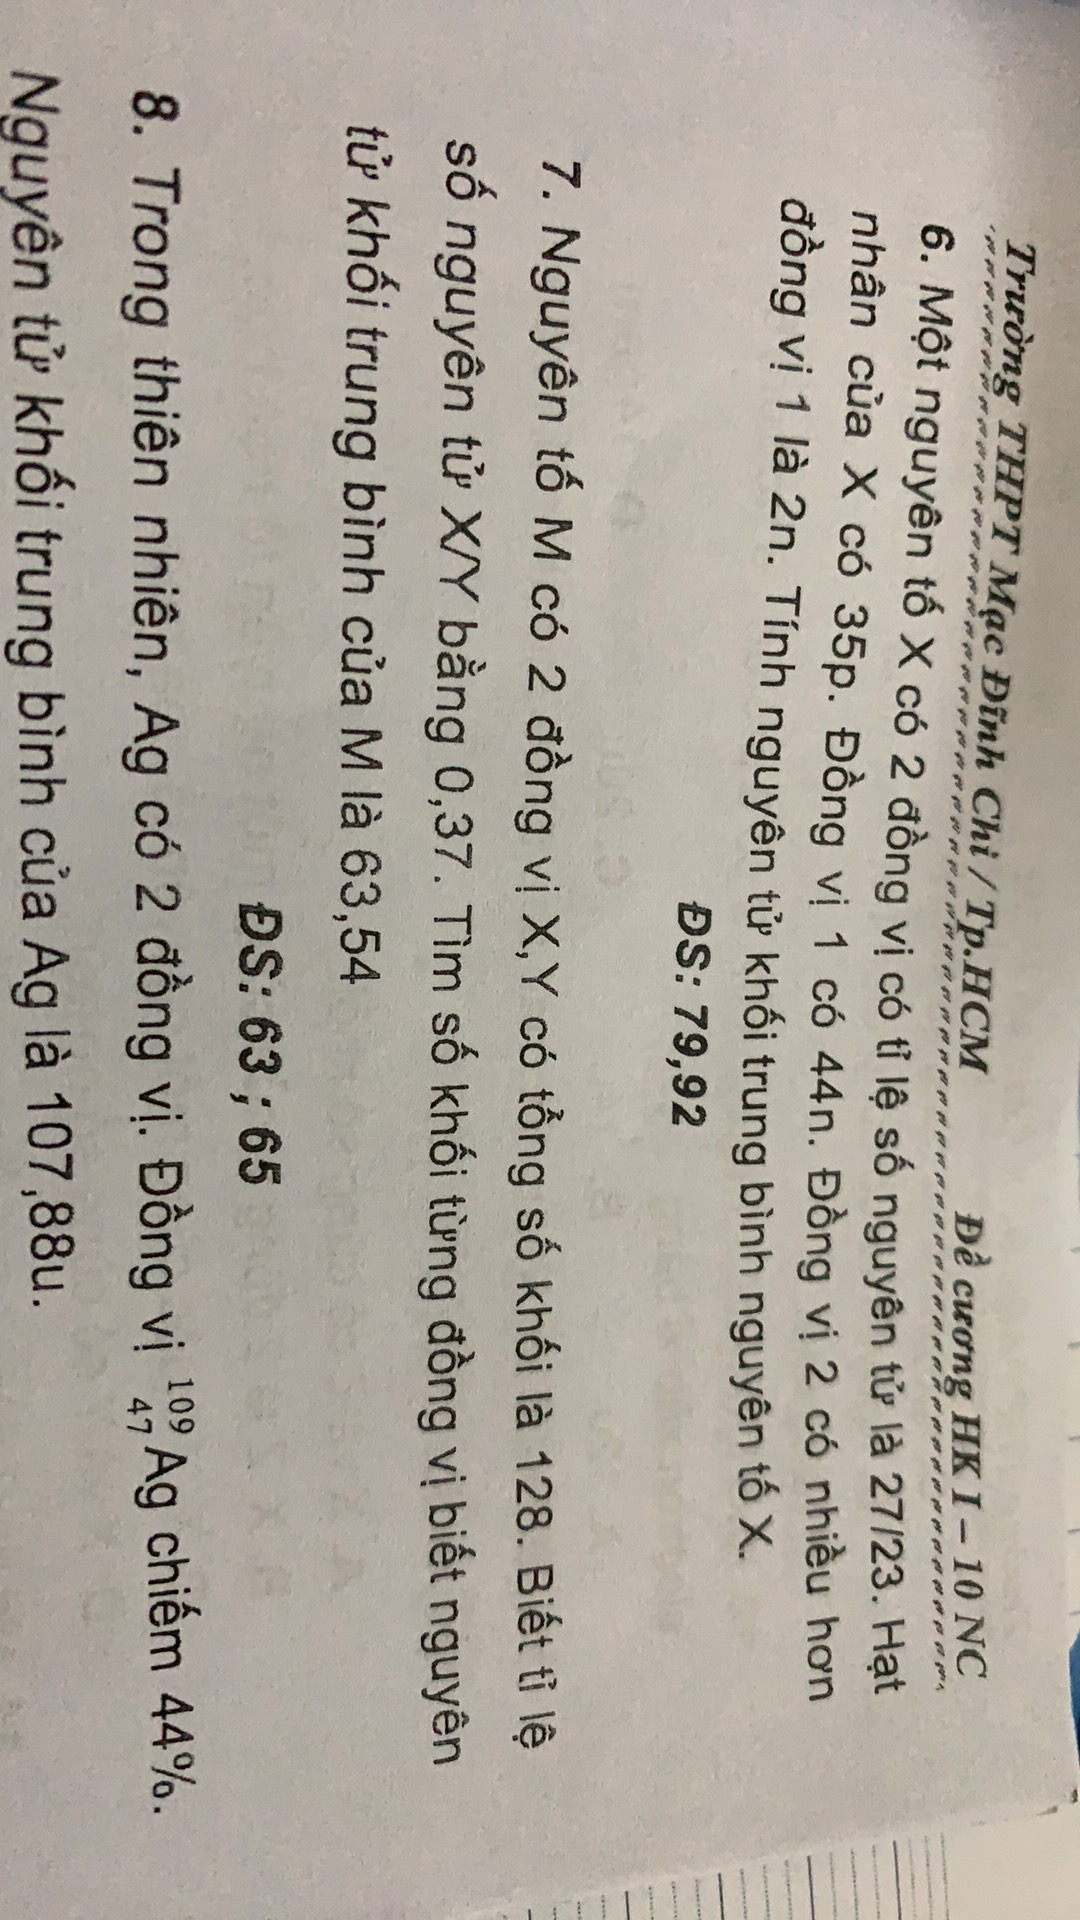 Trường THPT Mạc Đĩnh Chi / Tp.HCM Đề cương HK I – 10 NC
6. Một nguyên tố X có 2 đồng vị có tỉ lệ số nguyên tử là 27/23. Hạt
nhân của X có 35p. Đồng vị 1 có 44n. Đồng vị 2 có nhiều hơn
đồng vị 1 là 2n. Tính nguyên tử khối trung bình nguyên tố X.
ĐS: 79,92
7. Nguyên tố M có 2 đồng vị X,Y có tổng số khối là 128. Biết tỉ lệ
số nguyên tử X/Y bằng 0,37. Tìm số khối từng đồng vị biết nguyên
tử khối trung bình của M là 63,54
ĐS: 63 ; 65
8. Trong thiên nhiên, Ag có 2 đồng vị. Đồng vị ¹⁰⁹₄₇Ag chiếm 44%.
Nguyên tử khối trung bình của Ag là 107,88u.